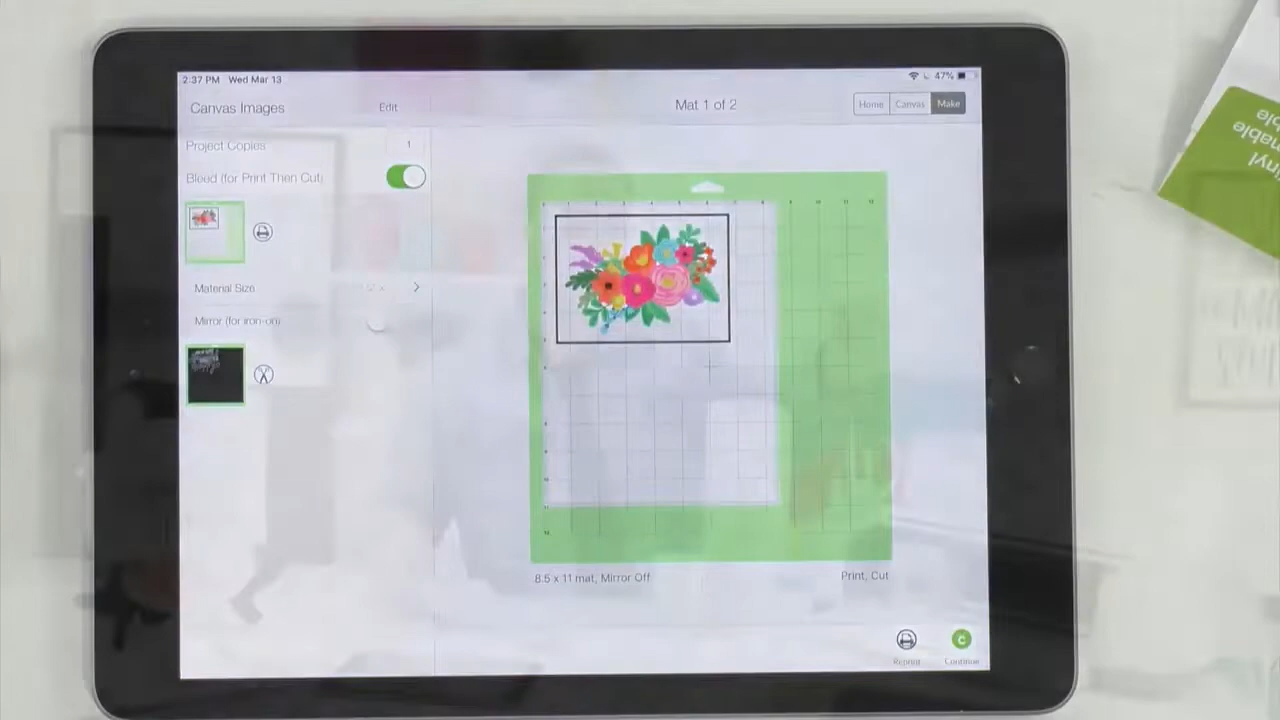 2:37 PM Wed Mar 13
47%
Canvas Images
Edit
Mat 1 of 2
Home
Canvas
Make
Project Copies
1
Bleed (for Print Then Cut)
Material Size
Mirror (for iron-on)
8.5 x 11 mat, Mirror Off
Print, Cut
Reprint
Continue
C